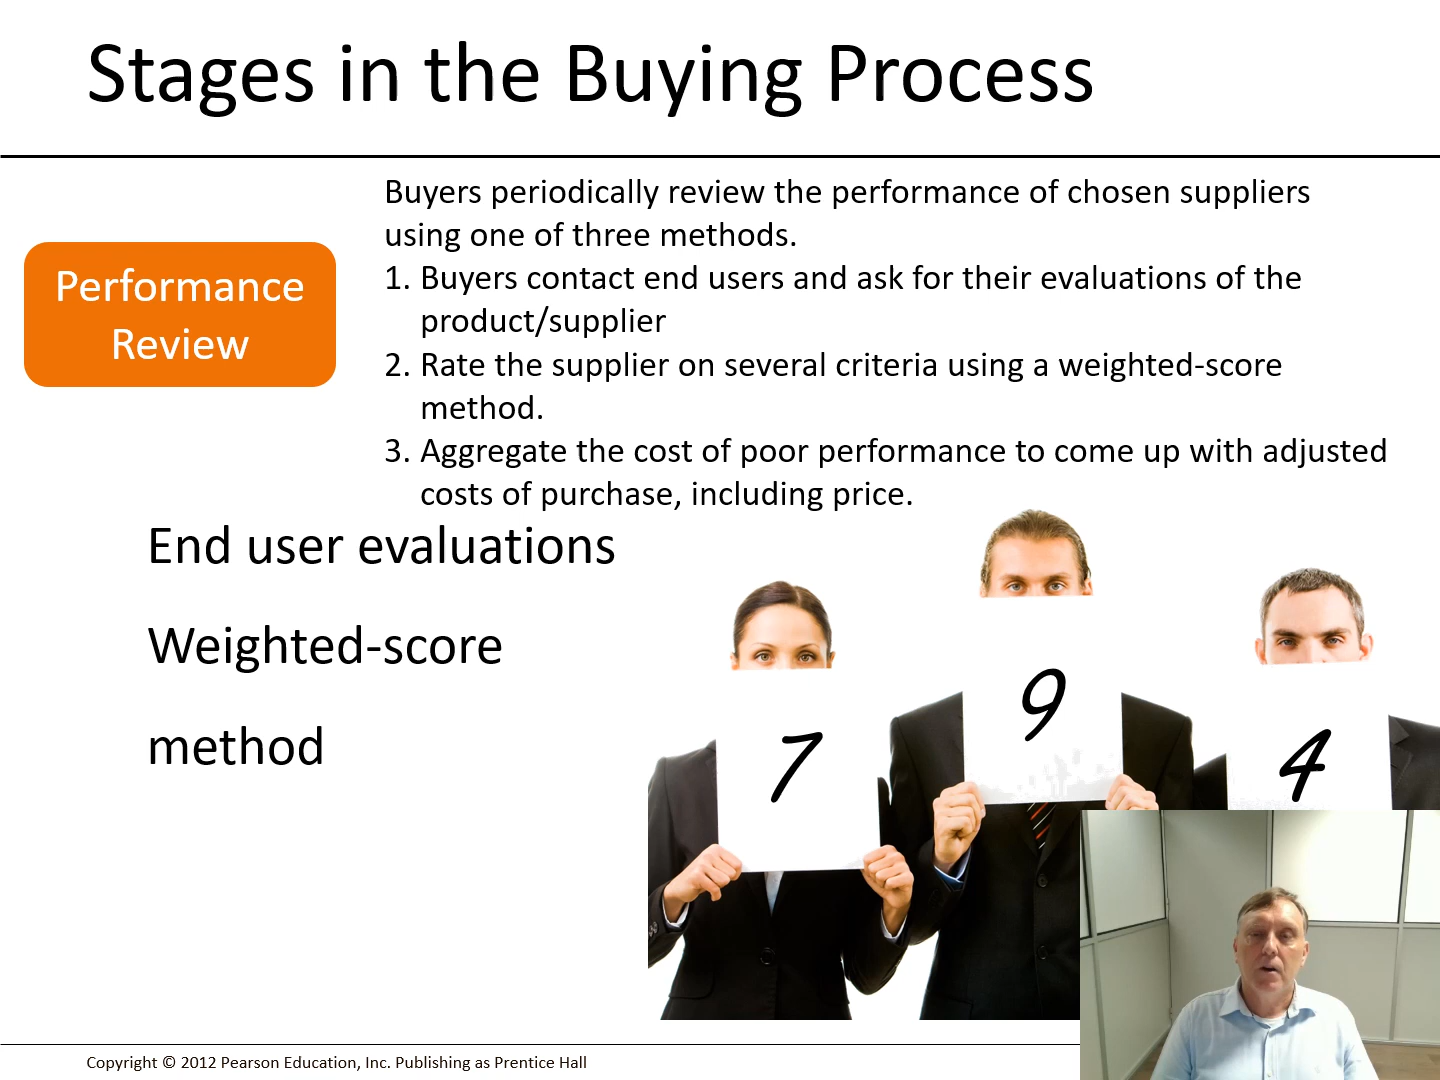 Stages in the Buying Process
Performance
Review
Buyers periodically review the performance of chosen suppliers
using one of three methods.
1. Buyers contact end users and ask for their evaluations of the
product/supplier
2. Rate the supplier on several criteria using a weighted-score
method.
3. Aggregate the cost of poor performance to come up with adjusted
costs of purchase, including price.
End user evaluations
Weighted-score
method
7
9
4
Copyright © 2012 Pearson Education, Inc. Publishing as Prentice Hall